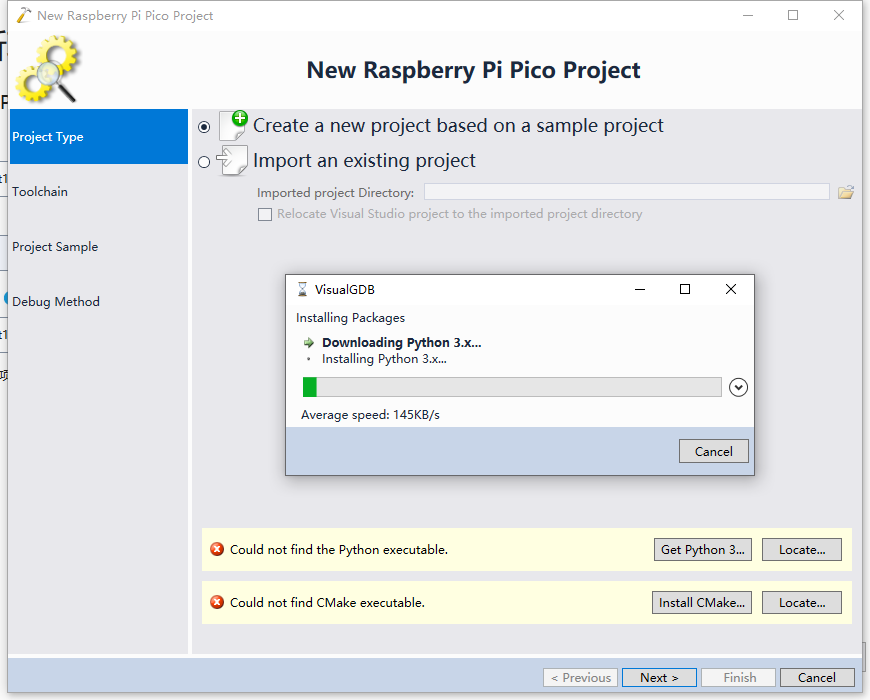 New Raspberry Pi Pico Project
New Raspberry Pi Pico Project
Project Type
Toolchain
Project Sample
Debug Method
Create a new project based on a sample project
Import an existing project
Imported project Directory:
Relocate Visual Studio project to the imported project directory
VisualGDB
Installing Packages
Downloading Python 3.x...
Installing Python 3.x...
Average speed: 145KB/s
Cancel
Could not find the Python executable.
Get Python 3...
Locate...
Could not find CMake executable.
Install CMake...
Locate...
< Previous
Next >
Finish
Cancel